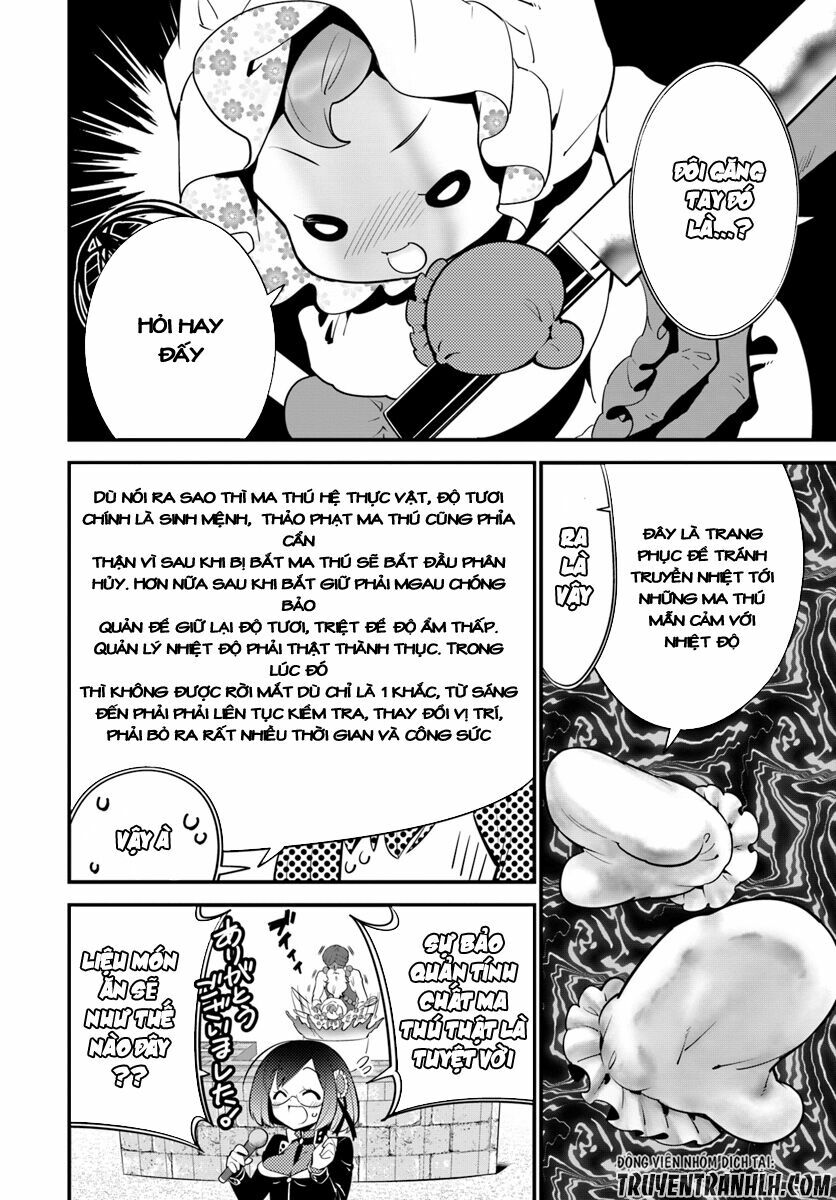 ĐÔI GĂNG
TAY ĐÓ
LÀ...?
HỎI HAY
ĐẤY
ĐÂY LÀ TRANG
PHỤC ĐỂ TRÁNH
TRUYỀN NHIỆT TỚI
NHỮNG MA THÚ
MẪN CẢM VỚI
NHIỆT ĐỘ
RA
LÀ
VẬY
DÙ NÓI RA SAO THÌ MA THÚ HỆ THỰC VẬT, ĐỘ TƯƠI
CHÍNH LÀ SINH MỆNH, THẢO PHẠT MA THÚ CŨNG PHỈA
CẨN
THẬN VÌ SAU KHI BỊ BẮT MA THÚ SẼ BẮT ĐẦU PHÂN
HỦY. HƠN NỮA SAU KHI BẮT GIỮ PHẢI MGAU CHÓNG
BẢO
QUẢN ĐỂ GIỮ LẠI ĐỘ TƯƠI, TRIỆT ĐỂ ĐỘ ẨM THẤP.
QUẢN LÝ NHIỆT ĐỘ PHẢI THẬT THÀNH THỤC. TRONG
LÚC ĐÓ
THÌ KHÔNG ĐƯỢC RỜI MẮT DÙ CHỈ LÀ 1 KHẮC, TỪ SÁNG
ĐẾN PHẢI PHẢI LIÊN TỤC KIỂM TRA, THAY ĐỔI VỊ TRÍ,
PHẢI BỎ RA RẤT NHIỀU THỜI GIAN VÀ CÔNG SỨC
VẬY À
SỰ BẢO
QUẢN TÍNH
CHẤT MA
THÚ THẬT LÀ
TUYỆT VỜI
ありがとう
ございました!
LIỆU MÓN
ĂN SẼ
NHƯ THẾ
NÀO ĐÂY
??
ĐỘNG VIÊN NHÓM DỊCH TẠI:
TRUYENTRANHLH.COM